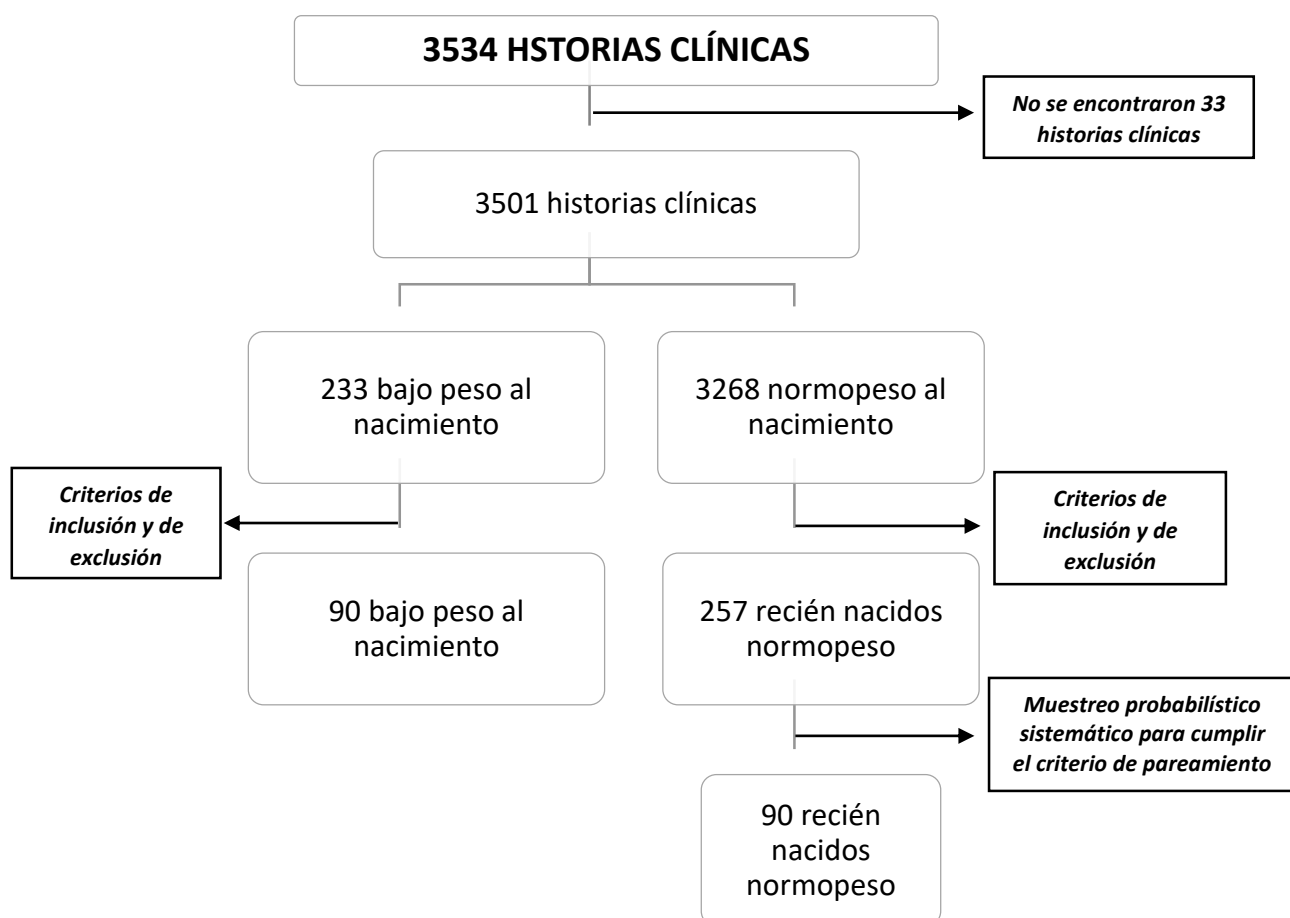 3534 HSTORIAS CLÍNICAS
No se encontraron 33
historias clínicas
3501 historias clínicas
233 bajo peso al
nacimiento
3268 normopeso al
nacimiento
Criterios de
inclusión y de
exclusión
Criterios de
inclusión y de
exclusión
90 bajo peso al
nacimiento
257 recién nacidos
normopeso
Muestreo probabilístico
sistemático para cumplir
el criterio de pareamiento
90 recién
nacidos
normopeso